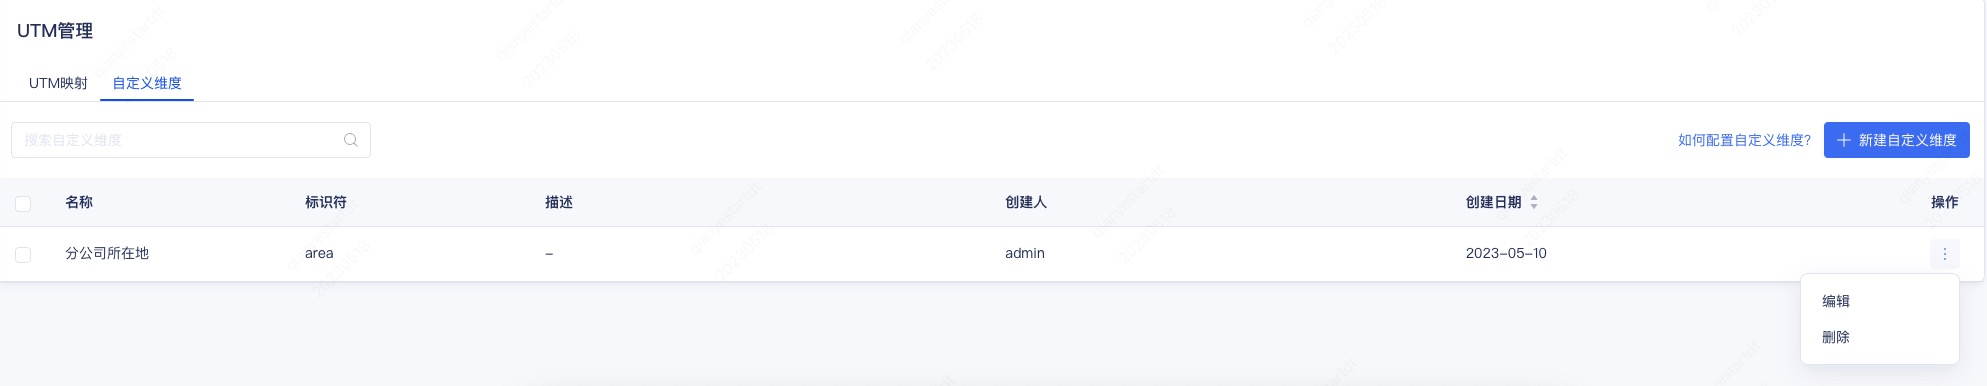 UTM管理
UTM映射 自定义维度
搜索自定义维度 如何配置自定义维度? 新建自定义维度
名称 标识符 描述 创建人 创建日期 操作
分公司所在地 area – admin 2023-05-10
编辑
删除